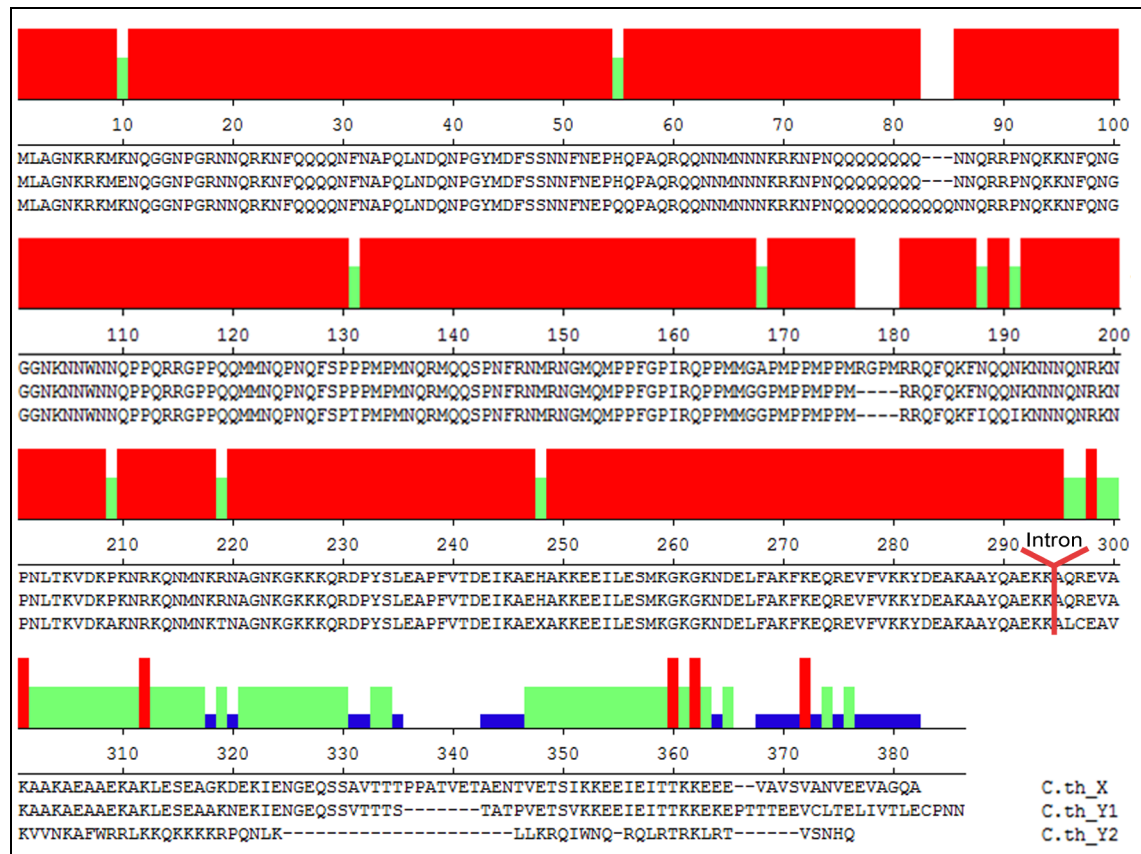 10 20 30 40 50 60 70 80 90 100
MLAGNKRKMKNQGGNPGRNNQRKNFQQQQNFNAPQLNDQNPGYMDFSSNNFNEPHQPAQRQQNNMNNNKRKNPNQQQQQQQQ---NNQRRPNQKKNFQNG
MLAGNKRKMENQGGNPGRNNQRKNFQQQQNFNAPQLNDQNPGYMDFSSNNFNEPHQPAQRQQNNMNNNKRKNPNQQQQQQQQ---NNQRRPNQKKNFQNG
MLAGNKRKMKNQGGNPGRNNQRKNFQQQQNFNAPQLNDQNPGYMDFSSNNFNEPQQPAQRQQNNMNNNKRKNPNQQQQQQQQQQQNNQRRPNQKKNFQNG
110 120 130 140 150 160 170 180 190 200
GGNKNNWNNQPPQRRGPPQQMMNQPNQFSPPPMPMNQRMQQSPNFRNMRNGMQMPPFGPIRQPPMMGAPMPPMPPMRGPMRRQFQKFNQQNKNNNQNRKN
GGNKNNWNNQPPQRRGPPQQMMNQPNQFSPPPMPMNQRMQQSPNFRNMRNGMQMPPFGPIRQPPMMGGPMPPMPPM----RRQFQKFNQQNKNNNQNRKN
GGNKNNWNNQPPQRRGPPQQMMNQPNQFSPTPMPMNQRMQQSPNFRNMRNGMQMPPFGPIRQPPMMGGPMPPMPPM----RRQFQKFIQQIKNNNQNRKN
210 220 230 240 250 260 270 280 290 300
Intron
PNLTKVDKPKNRKQNMNKRNAGNKGKKKQRDPYSLEAPFVTDEIKAEHAKKEEILESMKGKGKNDELFAKFKEQREVFVKKYDEAKAAYQAEKKAQREVA
PNLTKVDKPKNRKQNMNKRNAGNKGKKKQRDPYSLEAPFVTDEIKAEHAKKEEILESMKGKGKNDELFAKFKEQREVFVKKYDEAKAAYQAEKKAQREVA
PNLTKVDKAKNRKQNMNKTNAGNKGKKKQRDPYSLEAPFVTDEIKAEXAKKEEILESMKGKGKNDELFAKFKEQREVFVKKYDEAKAAYQAEKKALCEAV
310 320 330 340 350 360 370 380
KAAKAEAAEKAKLESEAGKDEKIENGEQSSAVTTTTPPATVETAENTVETSIKKEEIEITTKKEEE--VAVSVANVEEVAGQA C.th_X
KAAKAEAAEKAKLESEAAKNEKIENGEQSSVTTTS-------TATPVETSVKKEEIEITTKKEKEPTTTEEVCLTELIVTLECPNN C.th_Y1
KVVNKAFWRRLKKQKKKKRPQNLK---------------------LLKRQIWNQ-RQLRTRKLRT------VSNHQ C.th_Y2